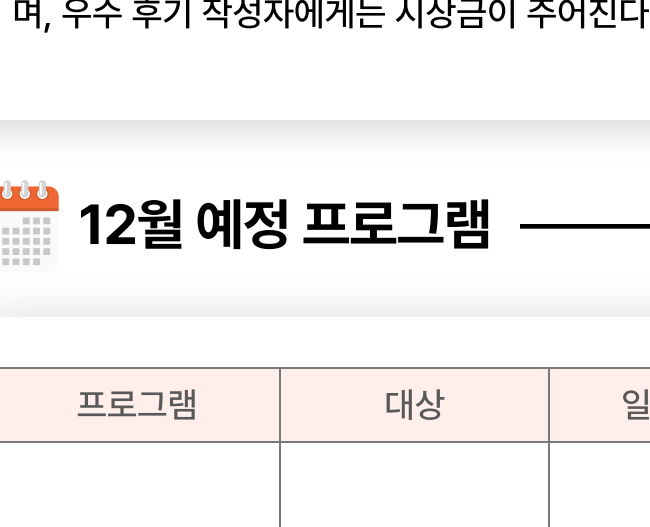 며, 우수 후기 작성자에게는 시상금이 주어진다
12월 예정 프로그램
프로그램 대상 일